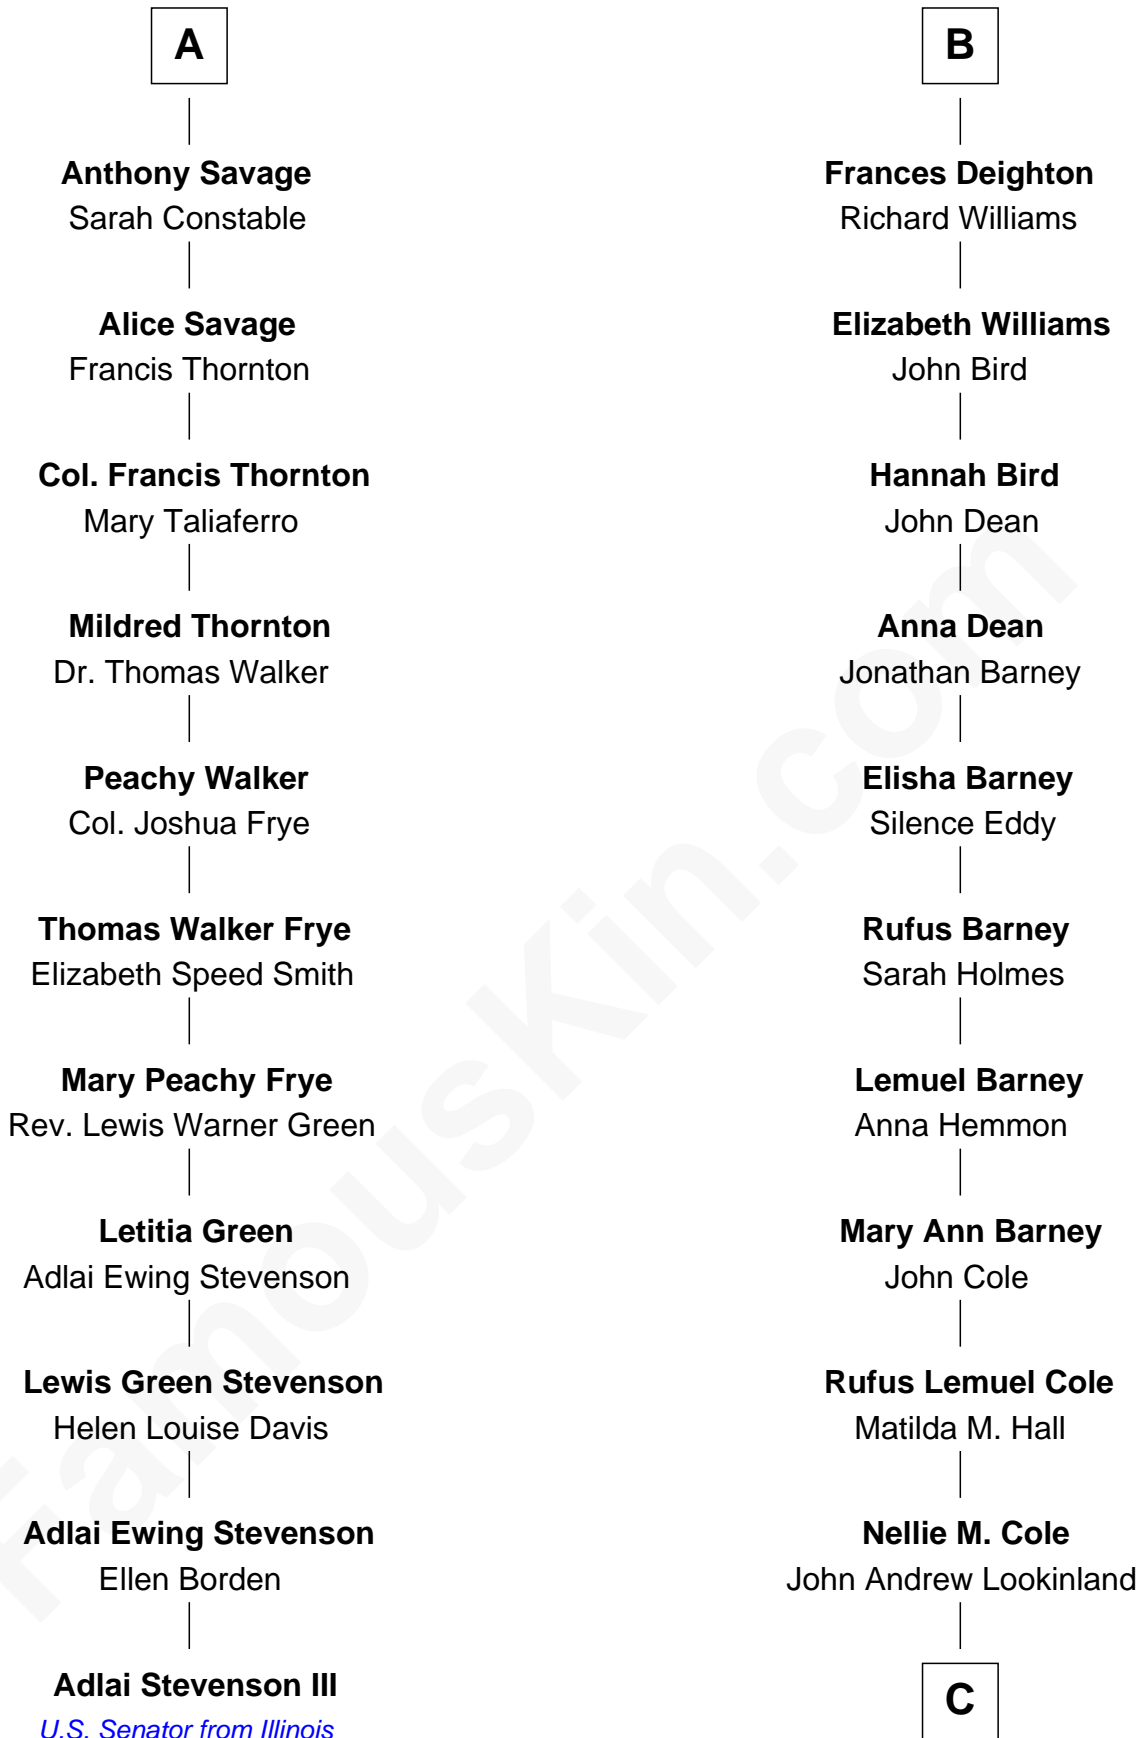 A
Anthony Savage
Sarah Constable
Alice Savage
Francis Thornton
Col. Francis Thornton
Mary Taliaferro
Mildred Thornton
Dr. Thomas Walker
Peachy Walker
Col. Joshua Frye
Thomas Walker Frye
Elizabeth Speed Smith
Mary Peachy Frye
Rev. Lewis Warner Green
Letitia Green
Adlai Ewing Stevenson
Lewis Green Stevenson
Helen Louise Davis
Adlai Ewing Stevenson
Ellen Borden
Adlai Stevenson III
U.S. Senator from Illinois
B
Frances Deighton
Richard Williams
Elizabeth Williams
John Bird
Hannah Bird
John Dean
Anna Dean
Jonathan Barney
Elisha Barney
Silence Eddy
Rufus Barney
Sarah Holmes
Lemuel Barney
Anna Hemmon
Mary Ann Barney
John Cole
Rufus Lemuel Cole
Matilda M. Hall
Nellie M. Cole
John Andrew Lookinland
C
FamousKin.com